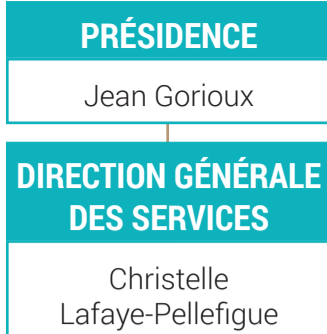 PRÉSIDENCE
Jean Gorioux
DIRECTION GÉNÉRALE
DES SERVICES
Christelle
Lafaye-Pellefigue